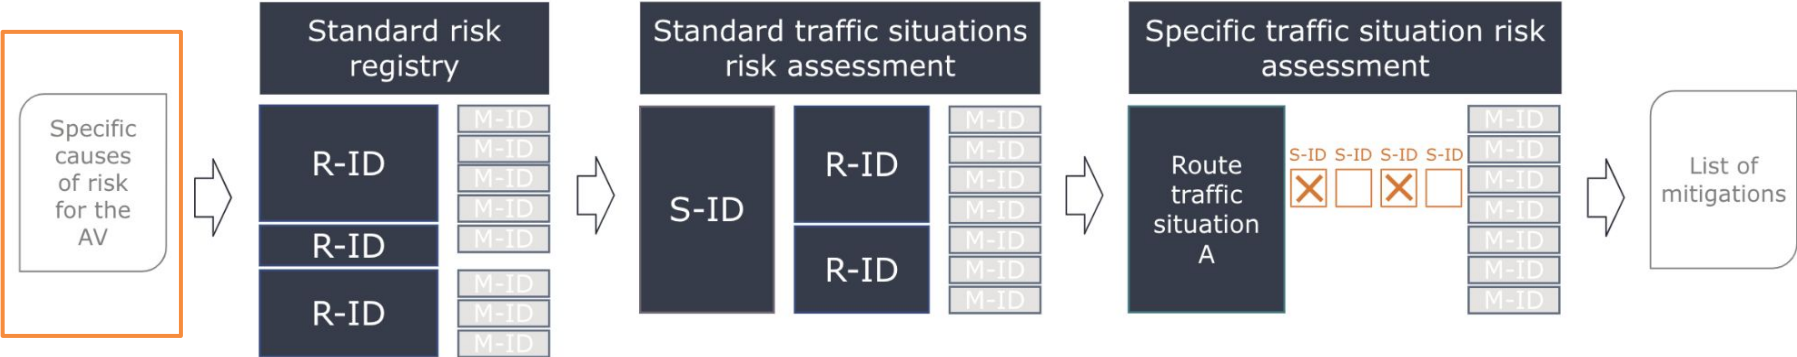 Specific
causes
of risk
for the
AV
Standard risk
registry
R-ID
R-ID
R-ID
M-ID
M-ID
M-ID
M-ID
M-ID
M-ID
M-ID
M-ID
Standard traffic situations
risk assessment
S-ID
R-ID
R-ID
M-ID
M-ID
M-ID
M-ID
M-ID
M-ID
M-ID
Specific traffic situation risk
assessment
Route
traffic
situation
A
S-ID S-ID S-ID S-ID
M-ID
M-ID
M-ID
M-ID
M-ID
M-ID
M-ID
List of
mitigations